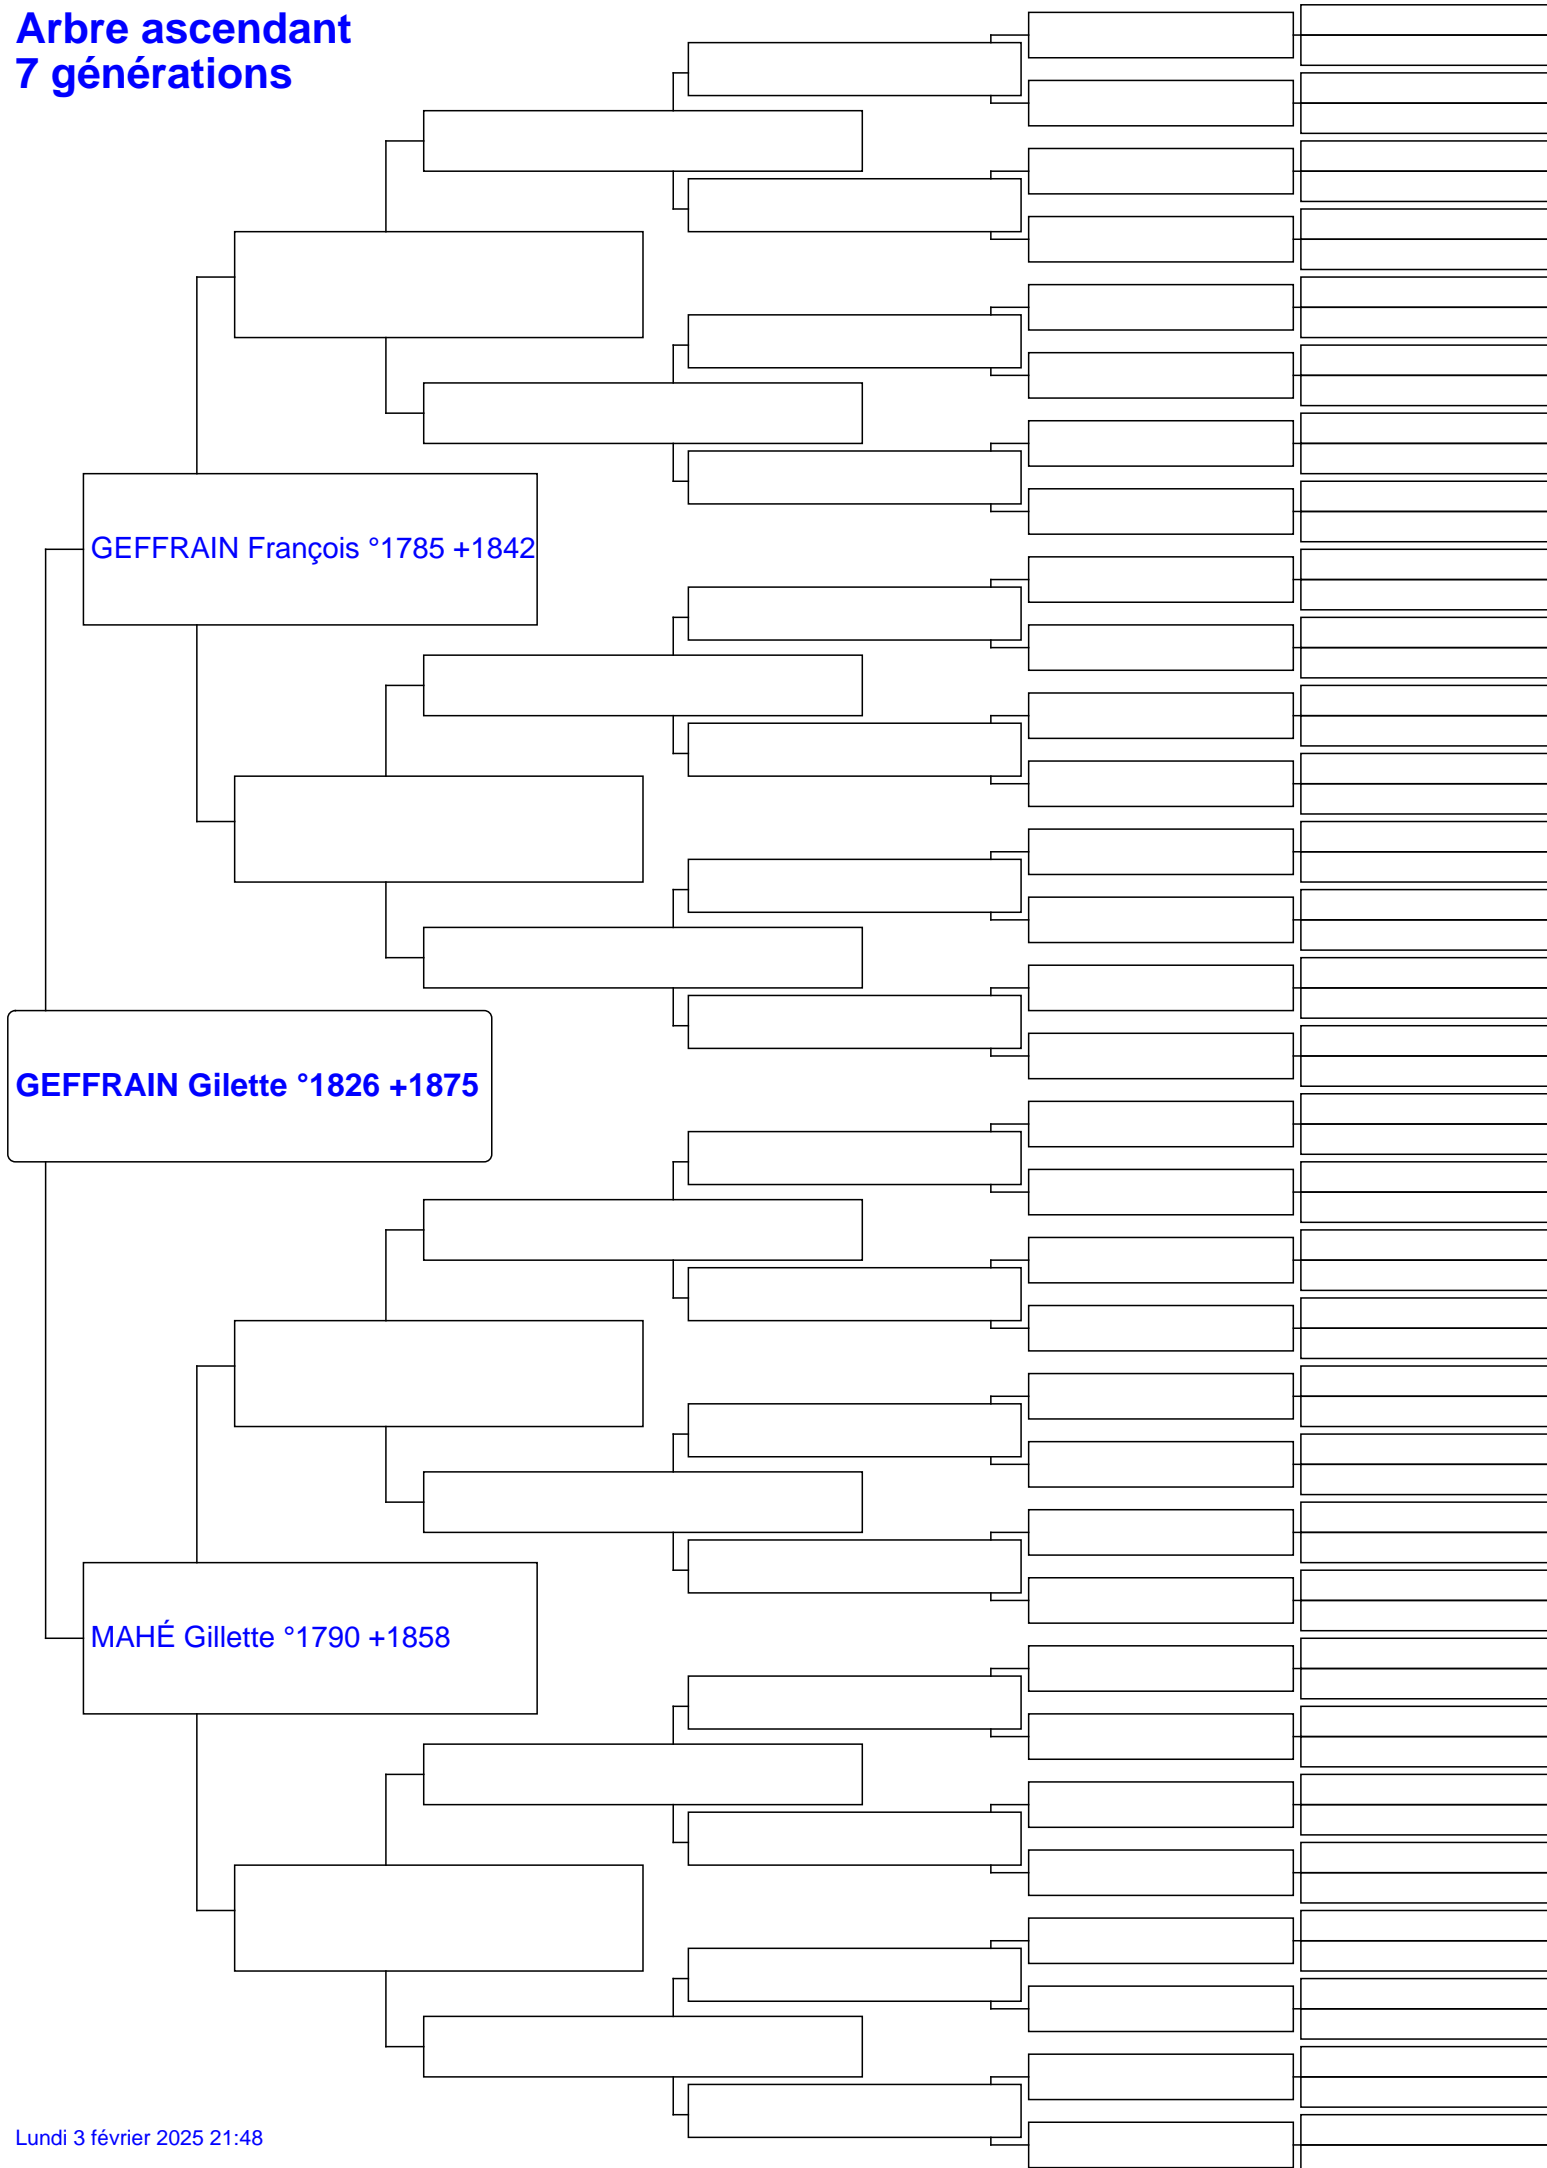 Arbre ascendant
7 générations
GEFFRAIN François °1785 +1842
GEFFRAIN Gilette °1826 +1875
MAHÉ Gillette °1790 +1858
Lundi 3 février 2025 21:48